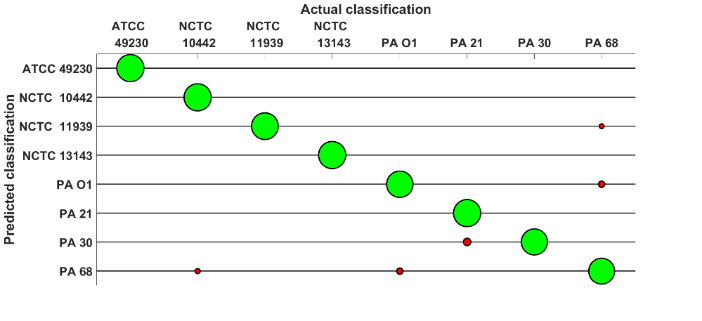 Actual classification
ATCC NCTC NCTC NCTC
49230 10442 11939 13143 PA O1 PA 21 PA 30 PA 68
ATCC 49230
NCTC 10442
NCTC 11939
NCTC 13143
PA O1
PA 21
PA 30
PA 68
Predicted classification